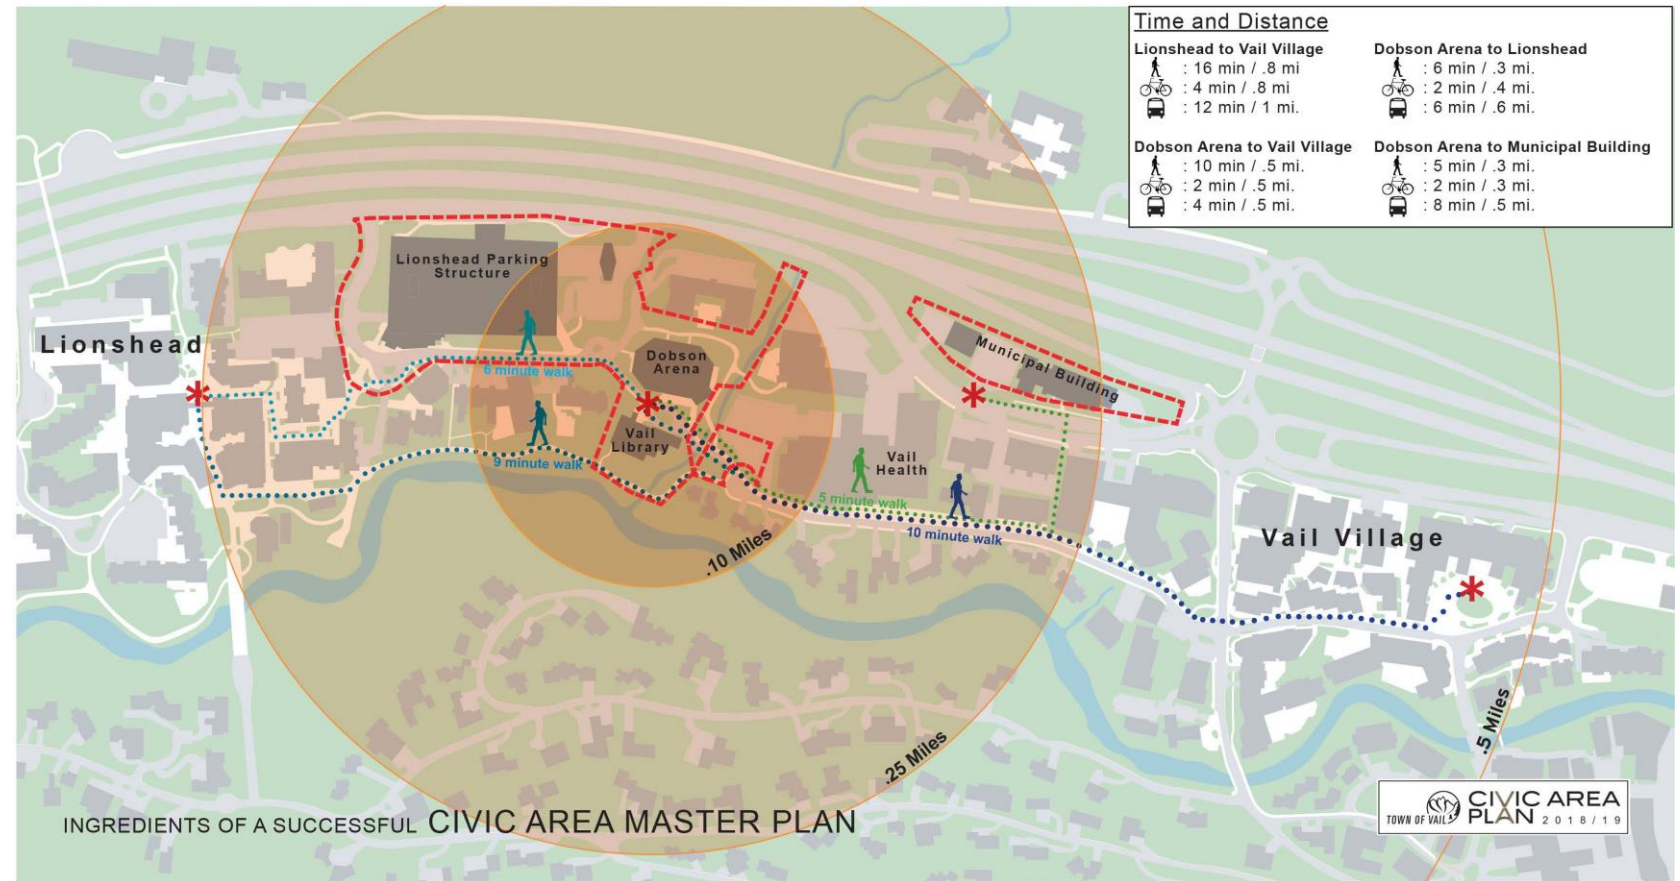 Time and Distance
Lionshead to Vail Village
: 16 min / .8 mi
: 4 min / .8 mi
: 12 min / 1 mi.
Dobson Arena to Lionshead
: 6 min / .3 mi.
: 2 min / .4 mi.
: 6 min / .6 mi.
Dobson Arena to Vail Village
: 10 min / .5 mi.
: 2 min / .5 mi.
: 4 min / .5 mi.
Dobson Arena to Municipal Building
: 5 min / .3 mi.
: 2 min / .3 mi.
: 8 min / .5 mi.
Lionshead Parking
Structure
Lionshead
Dobson
Arena
Municipal Building
6 minute walk
Vail
Library
9 minute walk
Vail
Health
5 minute walk
10 minute walk
Vail Village
.10 Miles
.25 Miles
.5 Miles
INGREDIENTS OF A SUCCESSFUL CIVIC AREA MASTER PLAN
TOWN OF VAIL
CIVIC AREA
PLAN 2018/19